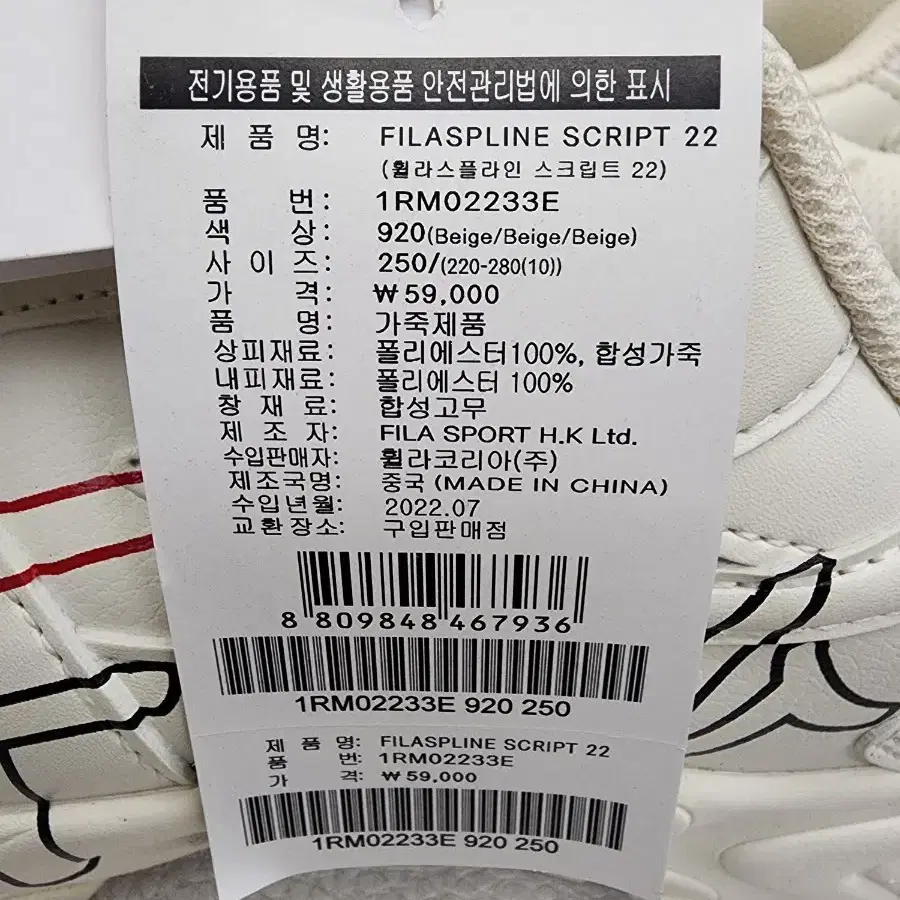 전기용품 및 생활용품 안전관리법에 의한 표시
제 품 명: FILASPLINE SCRIPT 22
(휠라스플라인 스크립트 22)
품 번: 1RM02233E
색 상: 920(Beige/Beige/Beige)
사 이 즈: 250/(220-280(10))
가 격: ₩59,000
품 명: 가죽제품
상피재료: 폴리에스터100%, 합성가죽
내피재료: 폴리에스터 100%
창 재 료: 합성고무
제 조 자: FILA SPORT H.K Ltd.
수입판매자: 휠라코리아(주)
제조국명: 중국 (MADE IN CHINA)
수입년월: 2022.07
교환장소: 구입판매점
8 809848 467936
1RM02233E 920 250
제 품 명: FILASPLINE SCRIPT 22
품 번: 1RM02233E
가 격: ₩59,000
1RM02233E 920 250